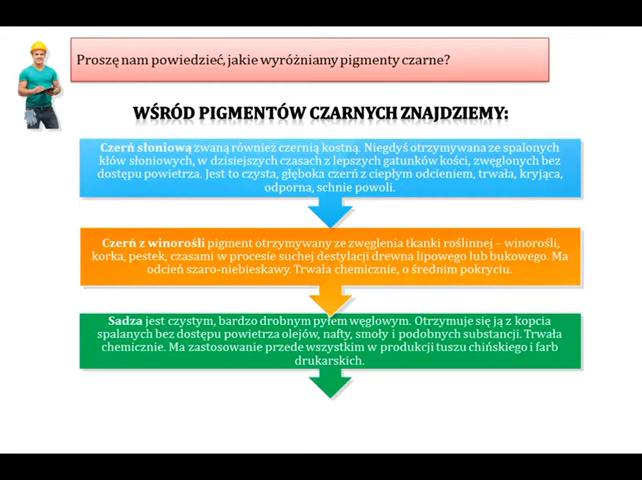 Proszę nam powiedzieć, jakie wyróżniamy pigmenty czarne?
WŚRÓD PIGMENTÓW CZARNYCH ZNAJDZIEMY:
Czerń słoniową zwaną również czernią kostną. Niegdyś otrzymywana ze spalonych
kłów słoniowych, w dzisiejszych czasach z lepszych gatunków kości, zwęglonych bez
dostępu powietrza. Jest to czysta, głęboka czerń z ciepłym odcieniem, trwała, kryjąca,
odporna, schnie powoli.
Czerń z winorośli pigment otrzymywany ze zwęglenia tkanki roślinnej – winorośli,
korka, pestek, czasami w procesie suchej destylacji drewna lipowego lub bukowego. Ma
odcień szaro-niebieskawy. Trwała chemicznie, o średnim pokryciu.
Sadza jest czystym, bardzo drobnym pyłem węglowym. Otrzymuje się ją z kopcia
spalanych bez dostępu powietrza olejów, nafty, smoły i podobnych substancji. Trwała
chemicznie. Ma zastosowanie przede wszystkim w produkcji tuszu chińskiego i farb
drukarskich.